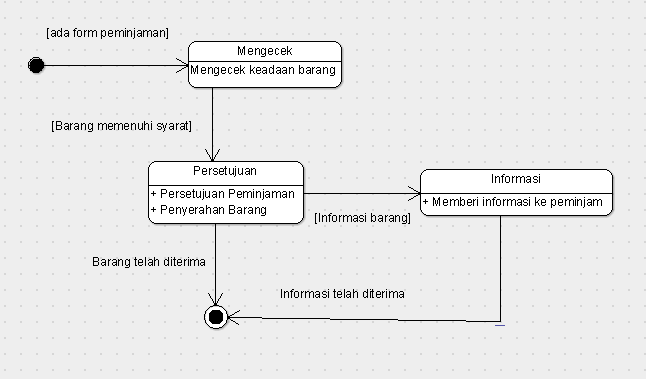 [ada form peminjaman]
Mengecek
Mengecek keadaan barang
[Barang memenuhi syarat]
Persetujuan
+ Persetujuan Peminjaman
+ Penyerahan Barang
Informasi
+ Memberi informasi ke peminjam
[Informasi barang]
Barang telah diterima
Informasi telah diterima